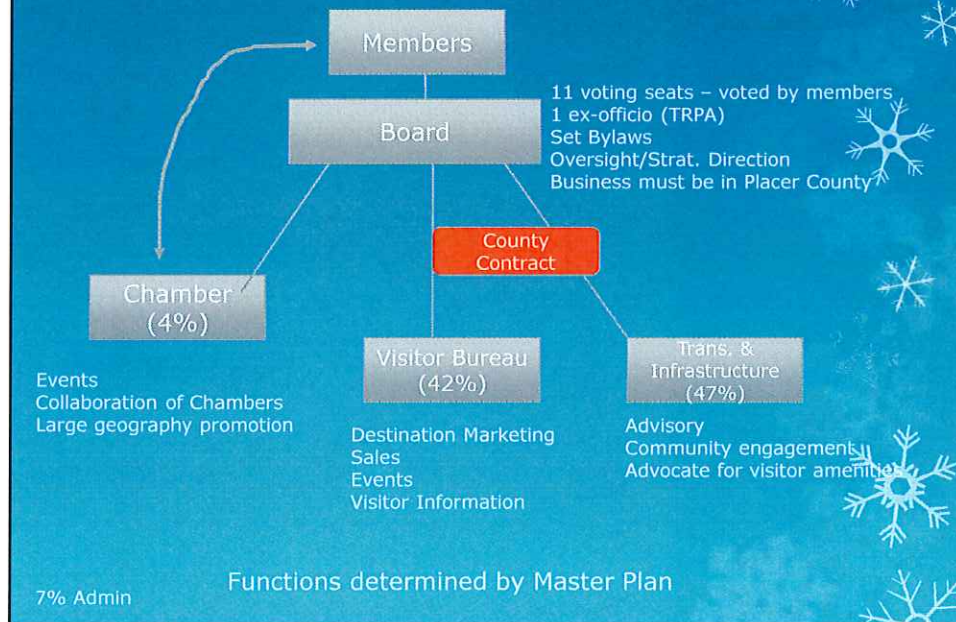 Members
Board
11 voting seats – voted by members
1 ex-officio (TRPA)
Set Bylaws
Oversight/Strat. Direction
Business must be in Placer County
County
Contract
Chamber
(4%)
Events
Collaboration of Chambers
Large geography promotion
Visitor Bureau
(42%)
Destination Marketing
Sales
Events
Visitor Information
Trans. &
Infrastructure
(47%)
Advisory
Community engagement
Advocate for visitor amenities
Functions determined by Master Plan
7% Admin